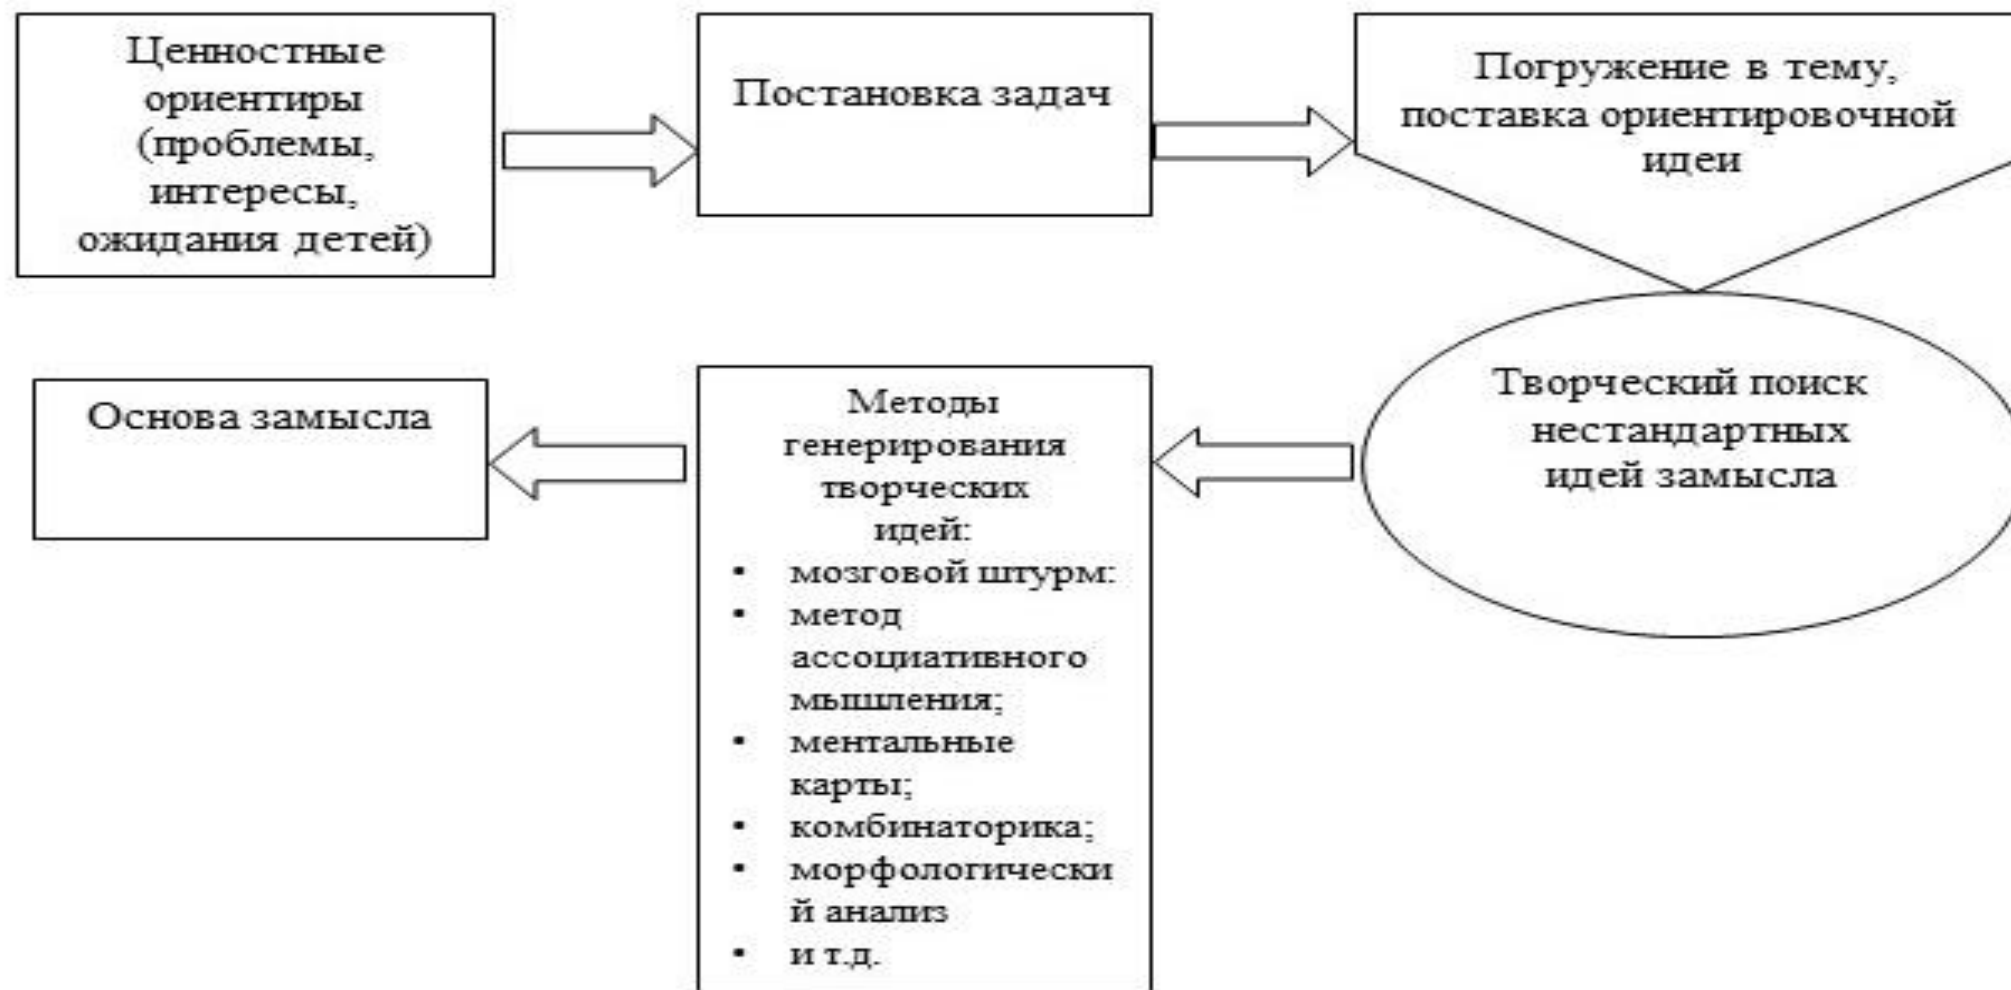 Ценностные
ориентиры
(проблемы,
интересы,
ожидания детей)
Постановка задач
Погружение в тему,
поставка ориентировочной
идеи
Творческий поиск
нестандартных
идей замысла
Методы
генерирования
творческих
идей:
• мозговой штурм:
• метод
ассоциативного
мышления;
• ментальные
карты;
• комбинаторика;
• морфологически
й анализ
• и т.д.
Основа замысла